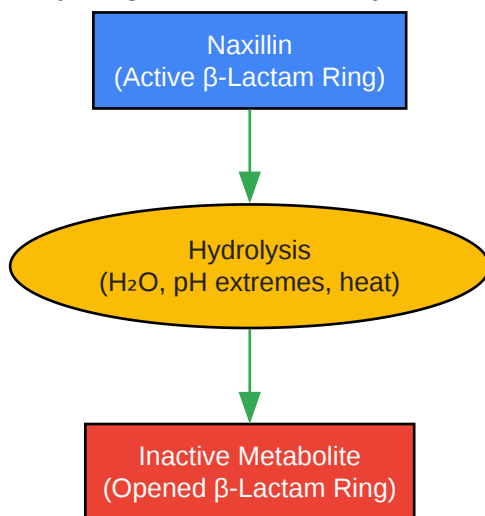 Naxillin
(Active β-Lactam Ring)
Hydrolysis
(H₂O, pH extremes, heat)
Inactive Metabolite
(Opened β-Lactam Ring)